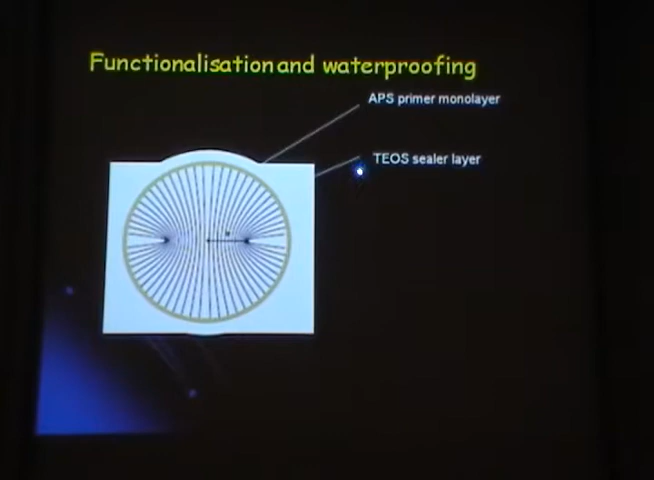 Functionalisation and waterproofing
APS primer monolayer
TEOS sealer layer